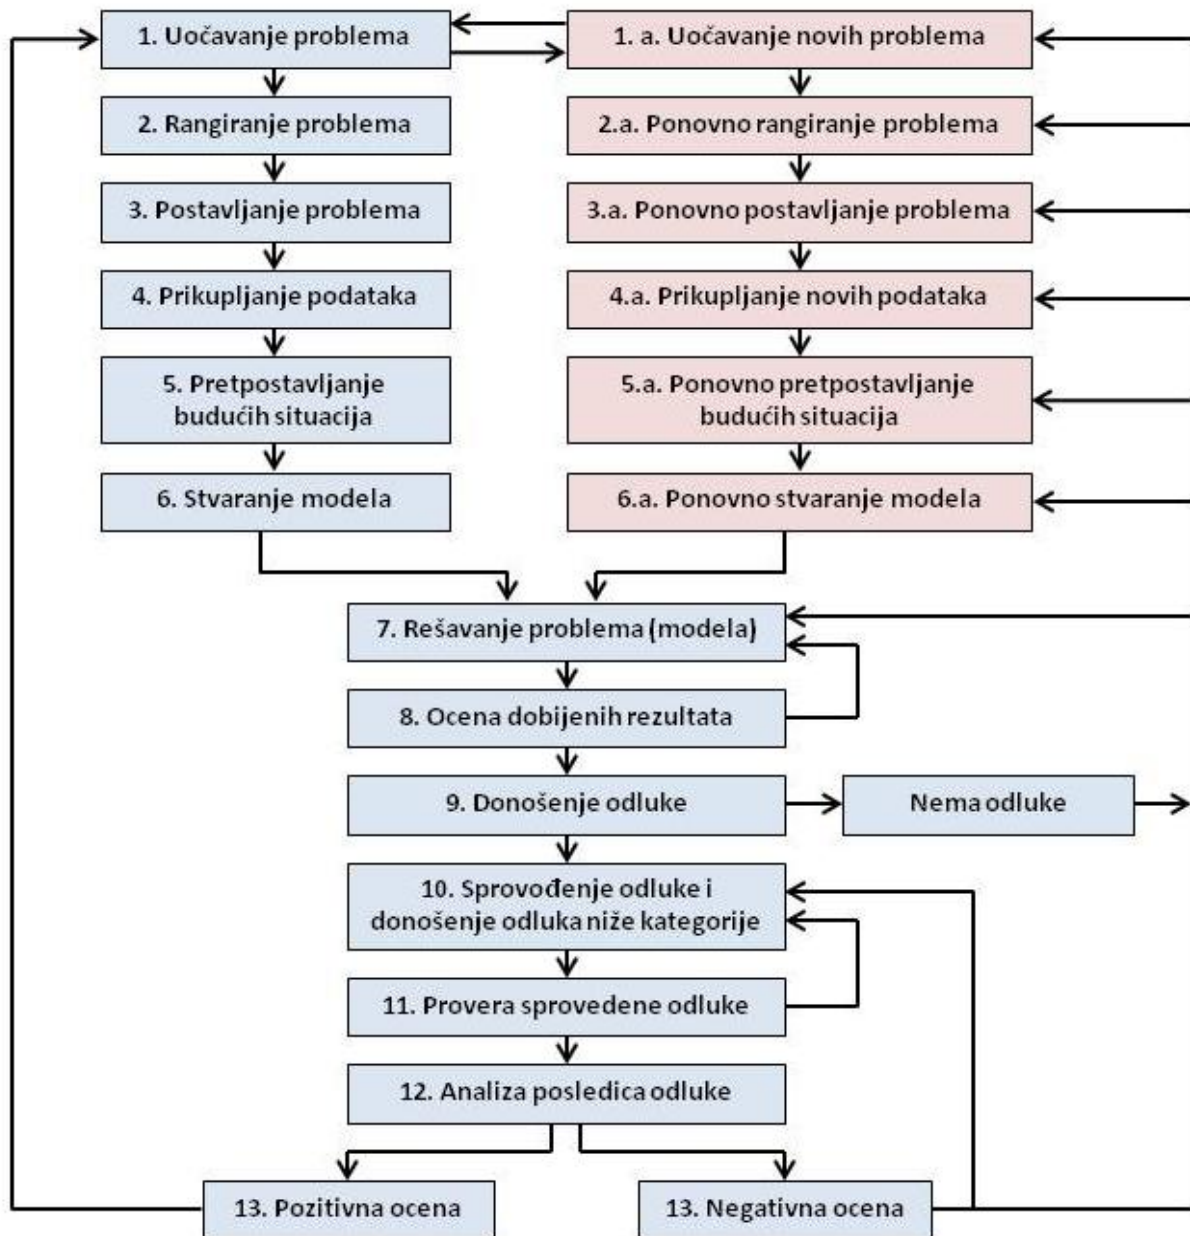 1. Uočavanje problema
1. a. Uočavanje novih problema
2. Rangiranje problema
2.a. Ponovno rangiranje problema
3. Postavljanje problema
3.a. Ponovno postavljanje problema
4. Prikupljanje podataka
4.a. Prikupljanje novih podataka
5. Pretpostavljanje
budućih situacija
5.a. Ponovno pretpostavljanje
budućih situacija
6. Stvaranje modela
6.a. Ponovno stvaranje modela
7. Rešavanje problema (modela)
8. Ocena dobijenih rezultata
9. Donošenje odluke
Nema odluke
10. Sprovođenje odluke i
donošenje odluka niže kategorije
11. Provera sprovedene odluke
12. Analiza posledica odluke
13. Pozitivna ocena
13. Negativna ocena